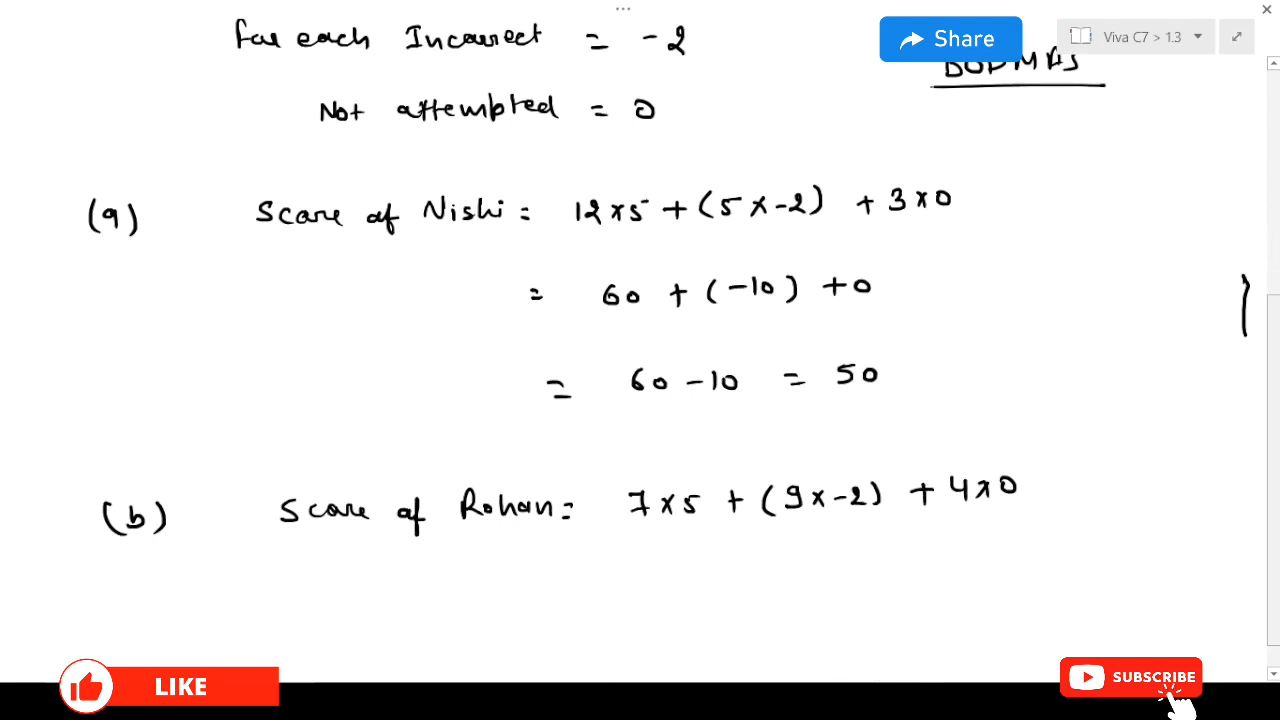 For each Incorrect = -2
Share
Viva C7 > 1.3
BODMAS
Not attempted = 0
(a) Score of Nishi = 12 x 5 + (5 x -2) + 3 x 0
= 60 + (-10) + 0
= 60 - 10 = 50
(b) Score of Rohan = 7 x 5 + (9 x -2) + 4 x 0
LIKE
SUBSCRIBE